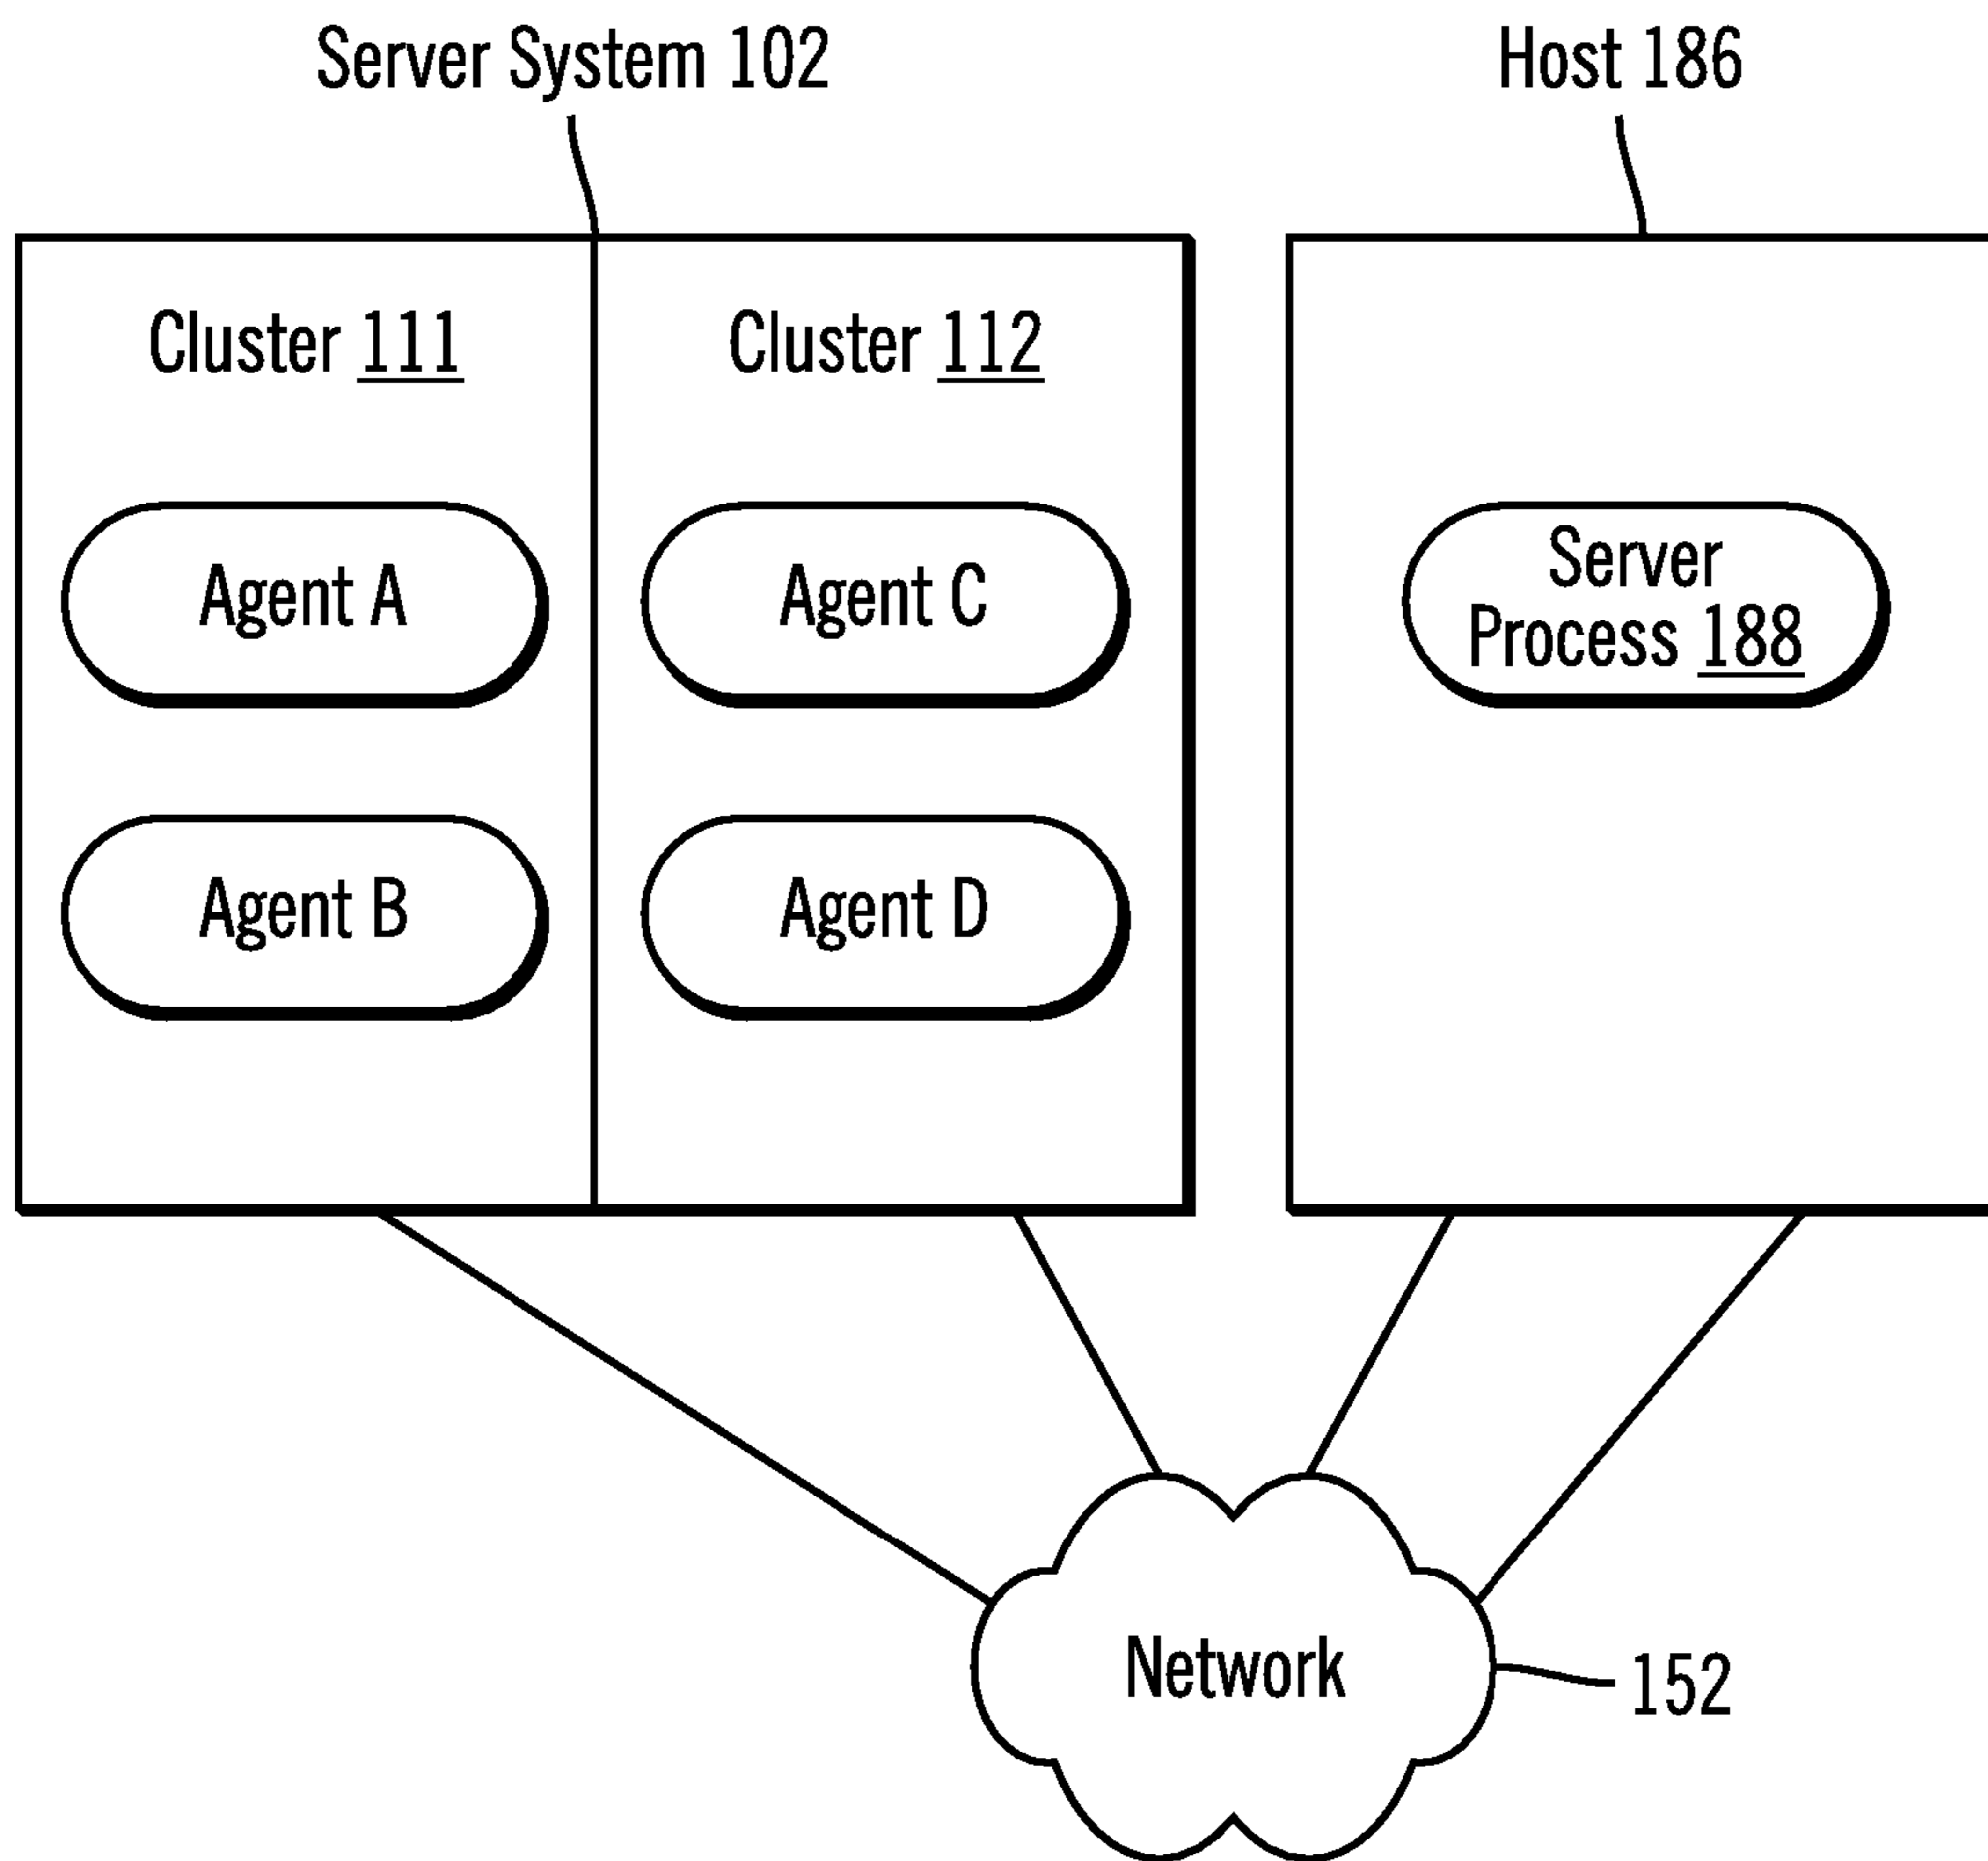 Server System 102
Host 186
Cluster 111
Cluster 112
Agent A
Agent C
Server
Process 188
Agent B
Agent D
Network
152